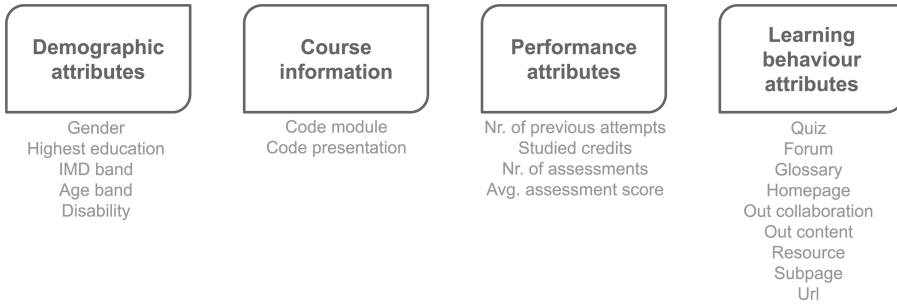 Demographic
attributes
Gender
Highest education
IMD band
Age band
Disability
Course
information
Code module
Code presentation
Performance
attributes
Nr. of previous attempts
Studied credits
Nr. of assessments
Avg. assessment score
Learning
behaviour
attributes
Quiz
Forum
Glossary
Homepage
Out collaboration
Out content
Resource
Subpage
Url